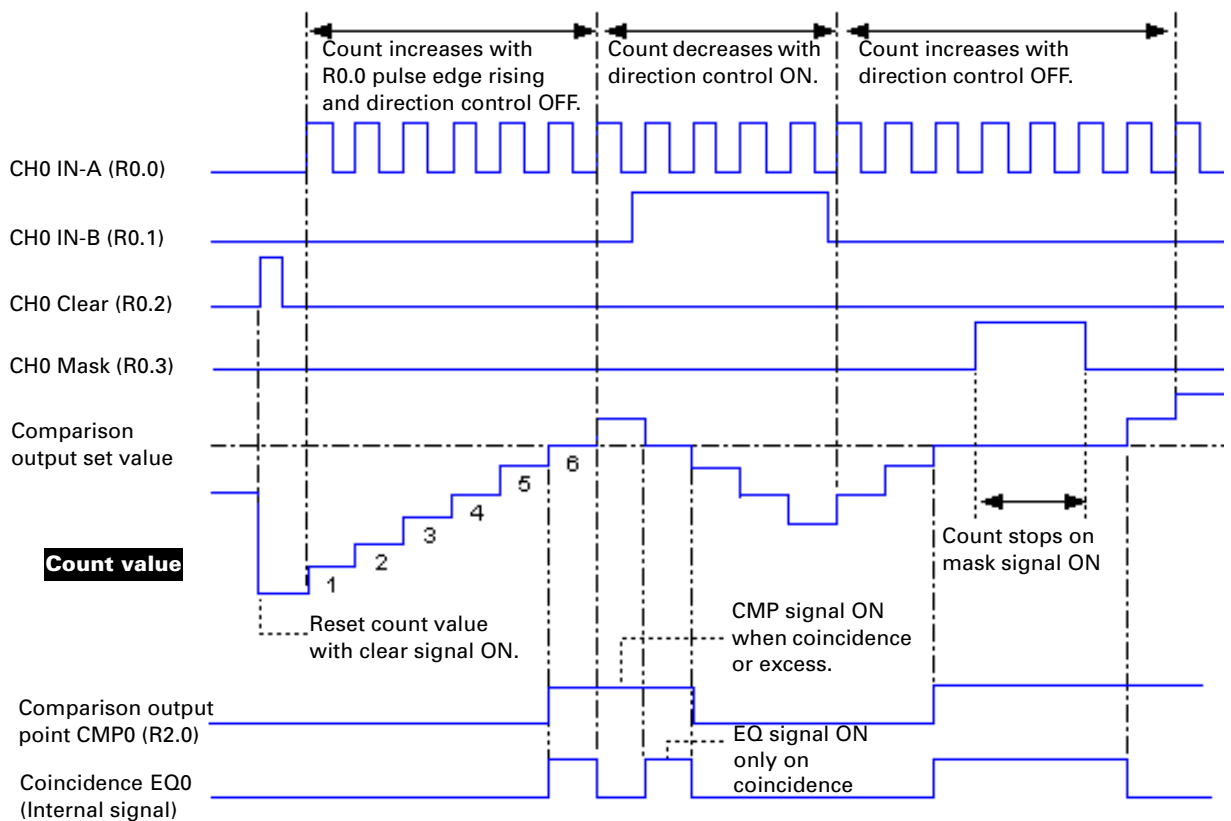 Count increases with
R0.0 pulse edge rising
and direction control OFF.
Count decreases with
direction control ON.
Count increases with
direction control OFF.
CH0 IN-A (R0.0)
CH0 IN-B (R0.1)
CH0 Clear (R0.2)
CH0 Mask (R0.3)
Comparison
output set value
6
5
4
3
2
1
Count value
Count stops on
mask signal ON
Reset count value
with clear signal ON.
CMP signal ON
when coincidence
or excess.
Comparison output
point CMP0 (R2.0)
EQ signal ON
only on
coincidence
Coincidence EQ0
(Internal signal)